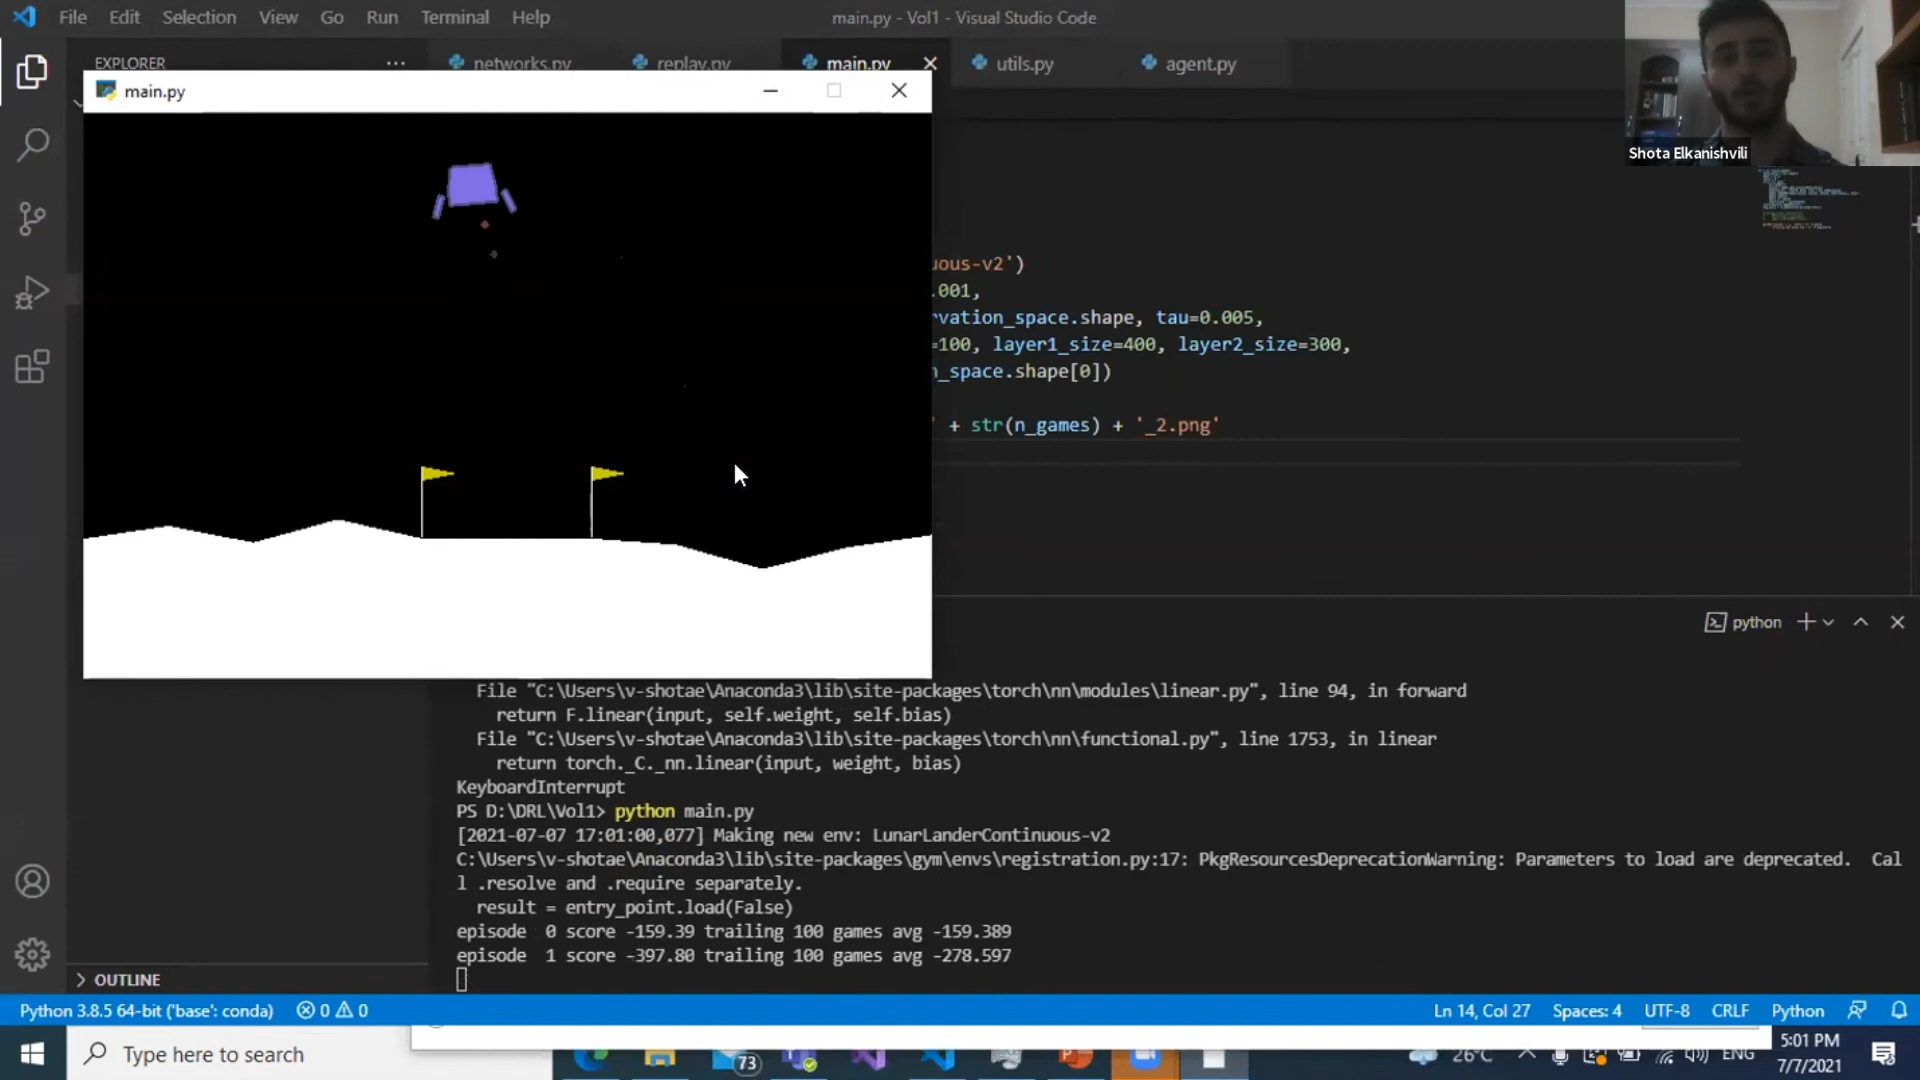 File Edit Selection View Go Run Terminal Help
main.py - Vol1 - Visual Studio Code
EXPLORER
networks.py replay.py main.py utils.py agent.py
main.py
Shota Elkanishvili
uous-v2')
.001,
rvation_space.shape, tau=0.005,
=100, layer1_size=400, layer2_size=300,
n_space.shape[0])
' + str(n_games) + '_2.png'
python
File "C:\Users\v-shotae\Anaconda3\lib\site-packages\torch\nn\modules\linear.py", line 94, in forward
return F.linear(input, self.weight, self.bias)
File "C:\Users\v-shotae\Anaconda3\lib\site-packages\torch\nn\functional.py", line 1753, in linear
return torch._C._nn.linear(input, weight, bias)
KeyboardInterrupt
PS D:\DRL\Vol1> python main.py
[2021-07-07 17:01:00,077] Making new env: LunarLanderContinuous-v2
C:\Users\v-shotae\Anaconda3\lib\site-packages\gym\envs\registration.py:17: PkgResourcesDeprecationWarning: Parameters to load are deprecated. Cal
l .resolve and .require separately.
result = entry_point.load(False)
episode 0 score -159.39 trailing 100 games avg -159.389
episode 1 score -397.80 trailing 100 games avg -278.597
OUTLINE
Python 3.8.5 64-bit ('base': conda) 0 0
Ln 14, Col 27 Spaces: 4 UTF-8 CRLF Python
Type here to search
73
26°C
ENG
5:01 PM
7/7/2021